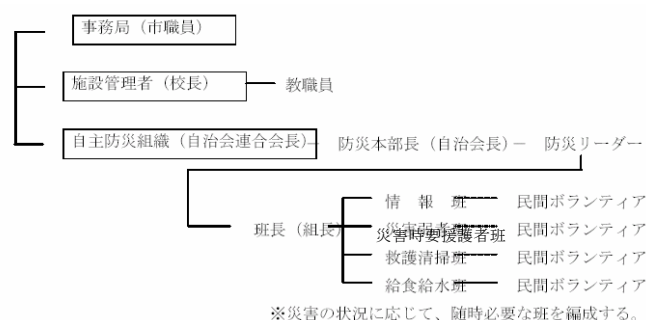 事務局（市職員）
施設管理者（校長） 教職員
自主防災組織（自治会連合会長）－ 防災本部長（自治会長）－ 防災リーダー
情　報　班 民間ボランティア
班長（組長） 災害弱者班 民間ボランティア
災害時要援護者班
救護清掃班 民間ボランティア
給食給水班 民間ボランティア
※災害の状況に応じて、随時必要な班を編成する。